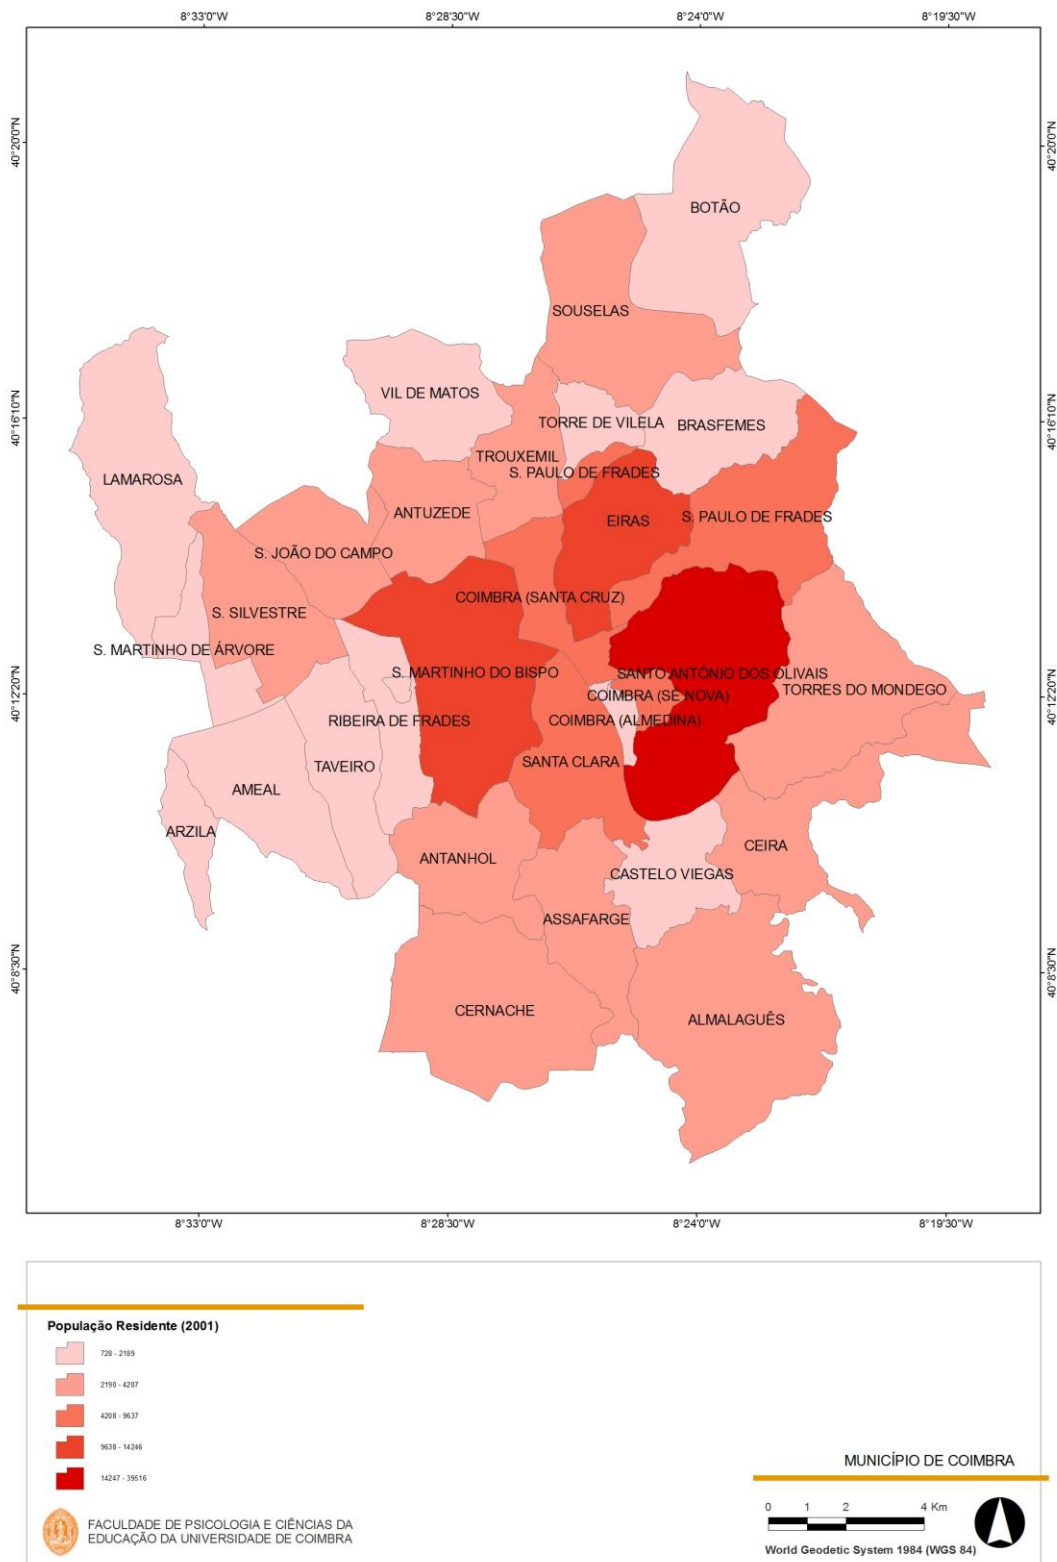 8°33'0"W
8°28'30"W
8°24'0"W
8°19'30"W
40°20'0"N
40°20'0"N
BOTÃO
SOUSELAS
VIL DE MATOS
40°16'10"N
40°16'10"N
TORRE DE VILELA
BRASFEMES
TROUXEMIL
S. PAULO DE FRADES
LAMAROSA
ANTUZEDE
EIRAS
S. PAULO DE FRADES
S. JOÃO DO CAMPO
COIMBRA (SANTA CRUZ)
S. SILVESTRE
S. MARTINHO DE ÁRVORE
S. MARTINHO DO BISPO
SANTO ANTÓNIO DOS OLIVAIS
TORRES DO MONDEGO
40°12'20"N
40°12'20"N
COIMBRA (SÉ NOVA)
RIBEIRA DE FRADES
COIMBRA (ALMEDINA)
SANTA CLARA
TAVEIRO
AMEAL
ARZILA
CEIRA
ANTANHOL
CASTELO VIEGAS
ASSAFARGE
40°8'30"N
40°8'30"N
CERNACHE
ALMALAGUÊS
8°33'0"W
8°28'30"W
8°24'0"W
8°19'30"W
População Residente (2001)
728 - 2189
2190 - 4207
4208 - 9637
9638 - 14246
14247 - 39516
MUNICÍPIO DE COIMBRA
0 1 2 4 Km
World Geodetic System 1984 (WGS 84)
FACULDADE DE PSICOLOGIA E CIÊNCIAS DA
EDUCAÇÃO DA UNIVERSIDADE DE COIMBRA